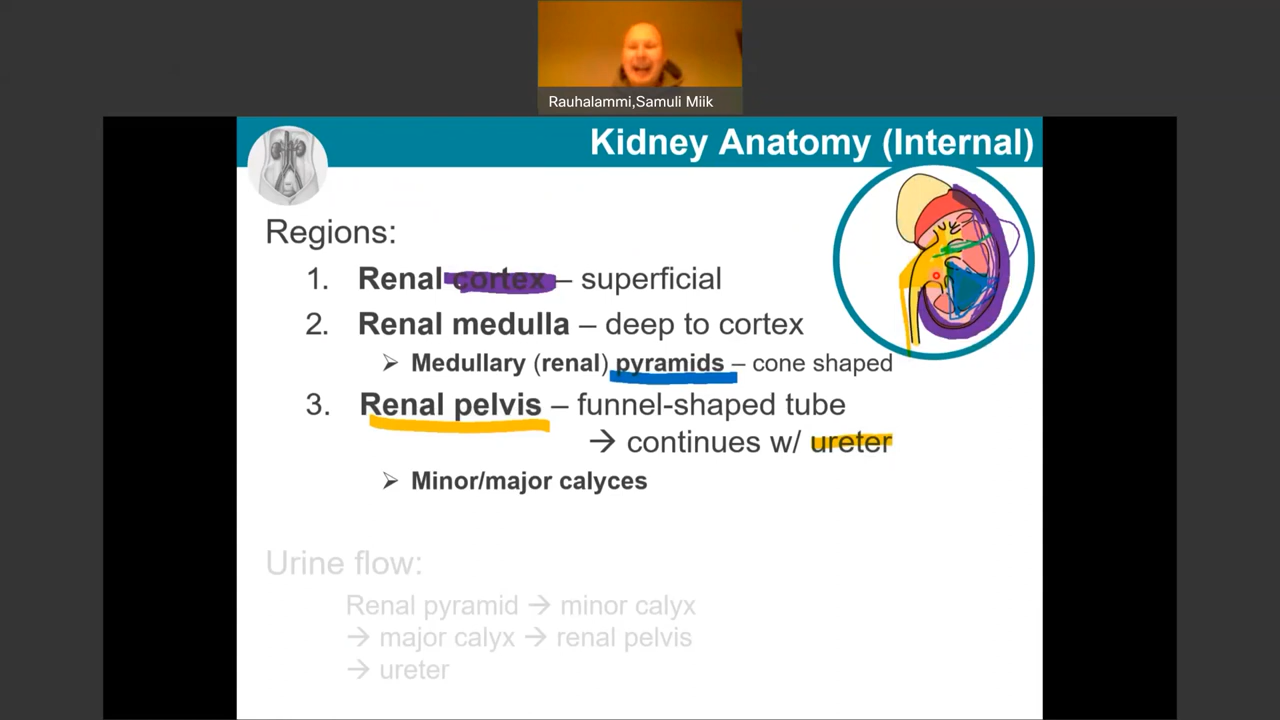 Rauhalammi,Samuli Miik
Kidney Anatomy (Internal)
Regions:
1. Renal cortex – superficial
2. Renal medulla – deep to cortex
➢ Medullary (renal) pyramids – cone shaped
3. Renal pelvis – funnel-shaped tube
→ continues w/ ureter
➢ Minor/major calyces
Urine flow:
Renal pyramid → minor calyx
→ major calyx → renal pelvis
→ ureter